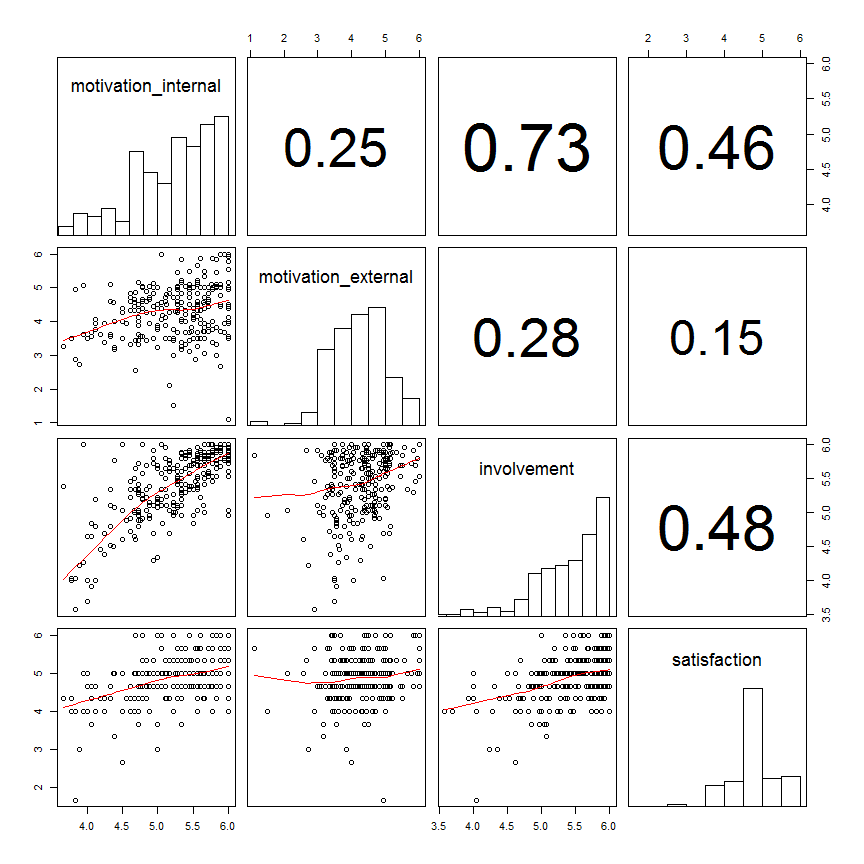 1 2 3 4 5 6
2 3 4 5 6
motivation_internal
0.25
0.73
0.46
4.0 4.5 5.0 5.5 6.0
1 2 3 4 5 6
motivation_external
0.28
0.15
involvement
0.48
3.5 4.0 4.5 5.0 5.5 6.0
2 3 4 5 6
satisfaction
4.0 4.5 5.0 5.5 6.0
3.5 4.0 4.5 5.0 5.5 6.0